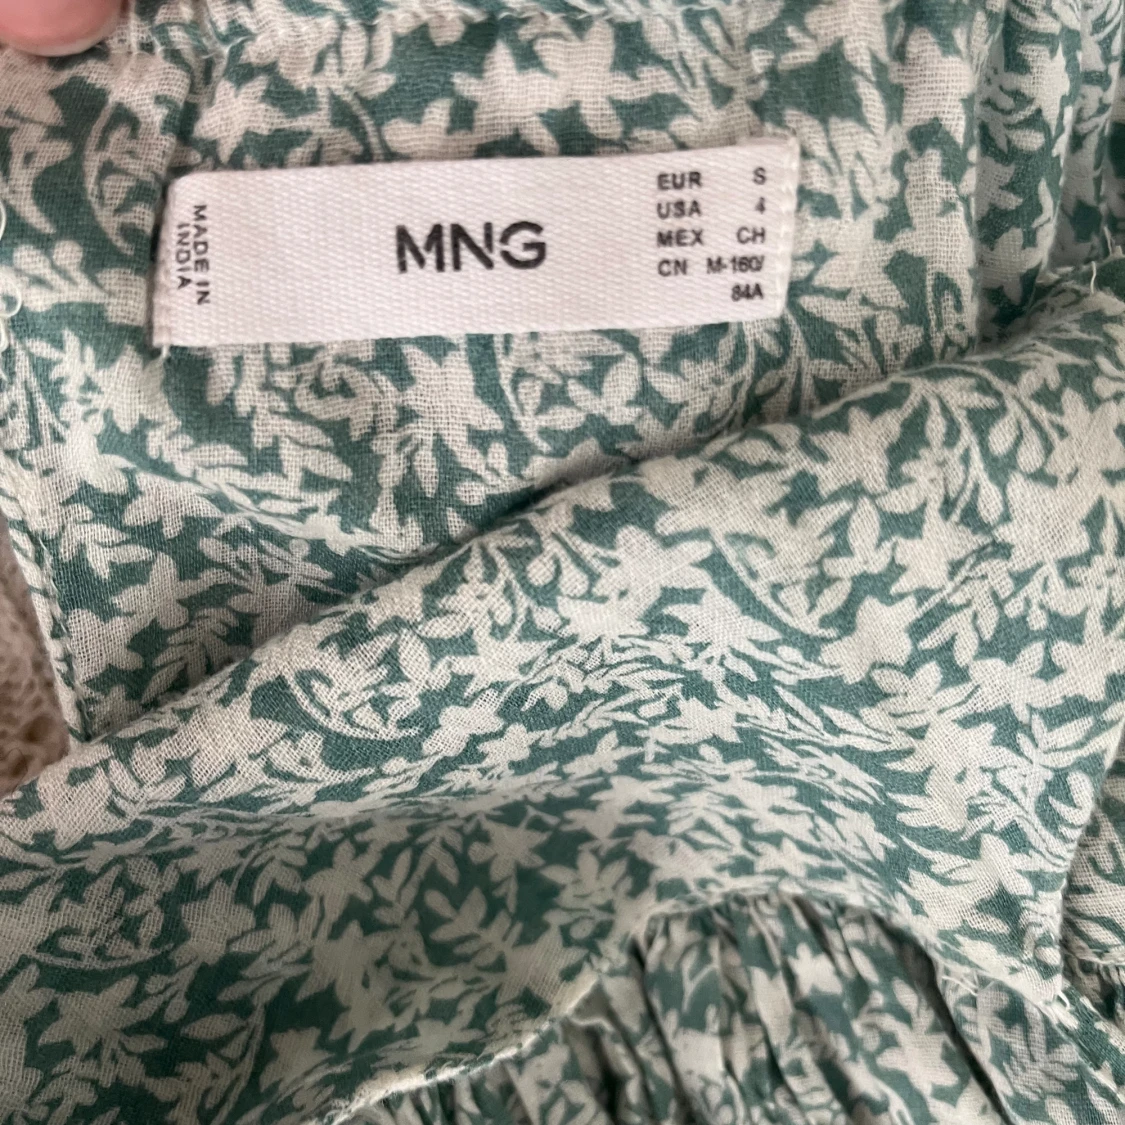 MADE IN
INDIA
MNG
EUR S
USA 4
MEX CH
CN M-160/
84A